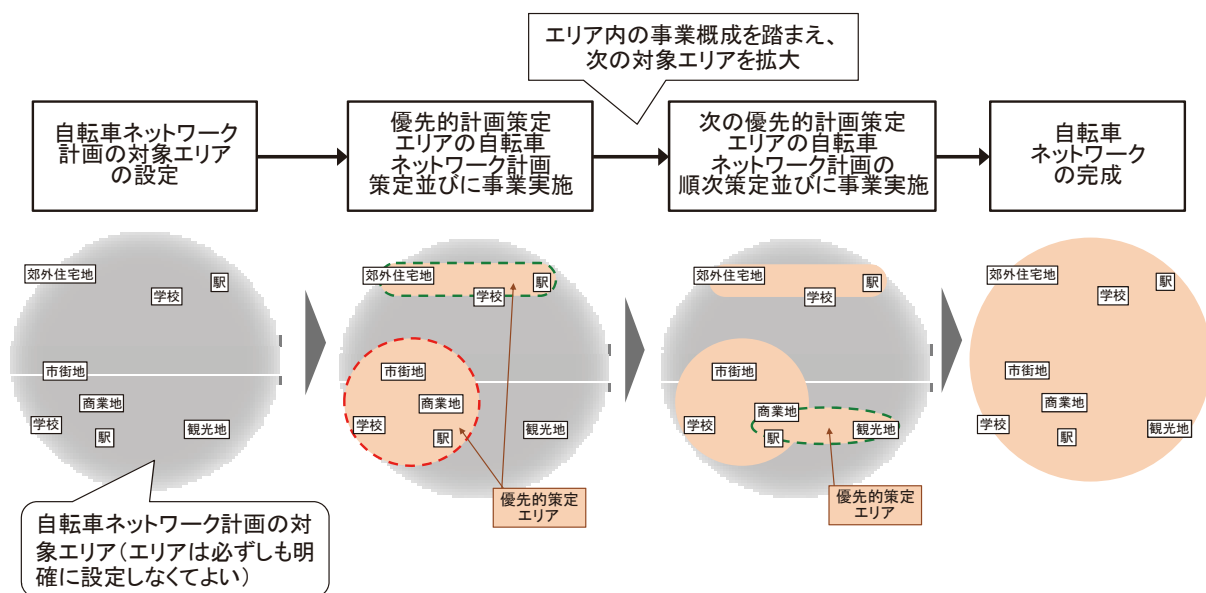 エリア内の事業概成を踏まえ、
次の対象エリアを拡大
自転車ネットワーク
計画の対象エリア
の設定
優先的計画策定
エリアの自転車
ネットワーク計画
策定並びに事業実施
次の優先的計画策定
エリアの自転車
ネットワーク計画の
順次策定並びに事業実施
自転車
ネットワーク
の完成
郊外住宅地
駅
学校
市街地
商業地
学校
駅
観光地
自転車ネットワーク計画の対
象エリア(エリアは必ずしも明
確に設定しなくてよい)
郊外住宅地
駅
学校
市街地
商業地
学校
駅
観光地
優先的策定
エリア
郊外住宅地
駅
学校
市街地
商業地
学校
駅
観光地
優先的策定
エリア
郊外住宅地
駅
学校
市街地
商業地
学校
駅
観光地